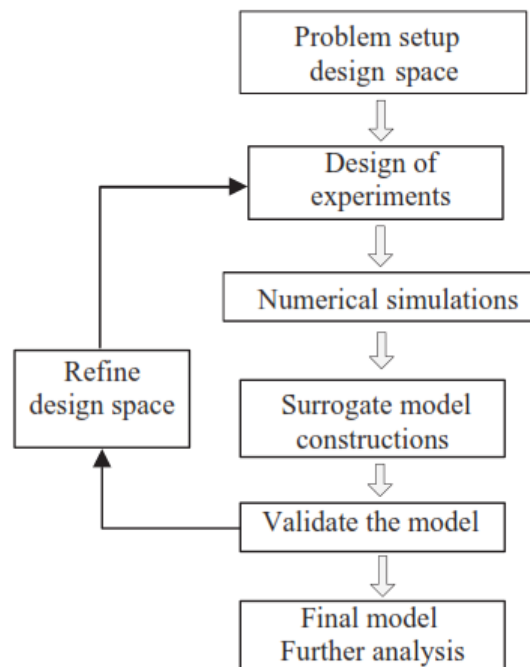 Problem setup
design space
Design of
experiments
Numerical simulations
Refine
design space
Surrogate model
constructions
Validate the model
Final model
Further analysis